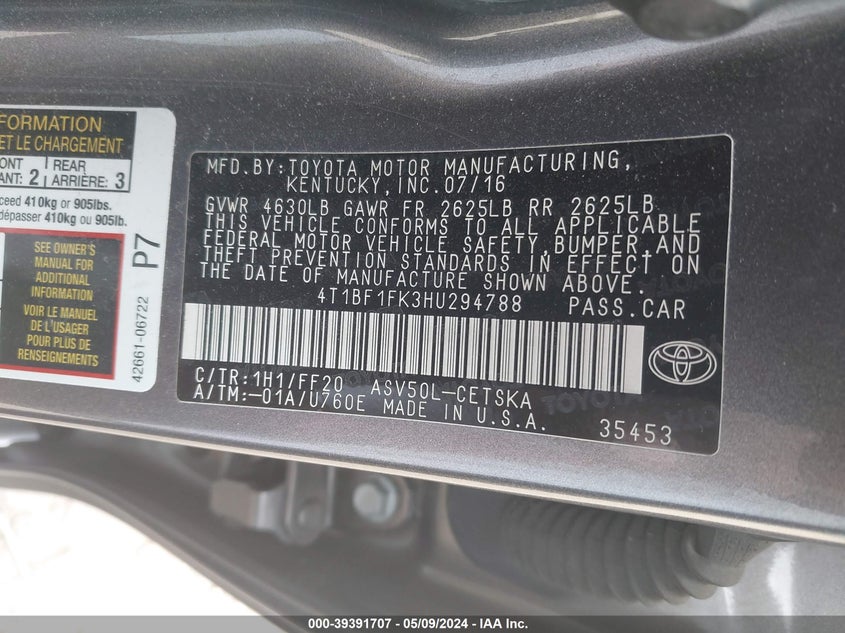 FORMATION
ET LE CHARGEMENT
ONT REAR
ANT: 2 ARRIÈRE: 3
ceed 410kg or 905lbs.
dépasser 410kg ou 905lb.
SEE OWNER'S
MANUAL FOR
ADDITIONAL
INFORMATION
VOIR LE MANUEL
DE L'USAGER
POUR PLUS DE
RENSEIGNEMENTS
P7
42661-06722
MFD.BY:TOYOTA MOTOR MANUFACTURING,
KENTUCKY,INC.07/16
GVWR 4630LB GAWR FR 2625LB RR 2625LB
THIS VEHICLE CONFORMS TO ALL APPLICABLE
FEDERAL MOTOR VEHICLE SAFETY,BUMPER,AND
THEFT PREVENTION STANDARDS IN EFFECT ON
THE DATE OF MANUFACTURE SHOWN ABOVE.
4T1BF1FK3HU294788 PASS.CAR
C/TR:1H1/FF20 ASV50L-CETSKA
A/TM:-01A/U760E MADE IN U.S.A.
35453
000-39391707 - 05/09/2024 - IAA Inc.